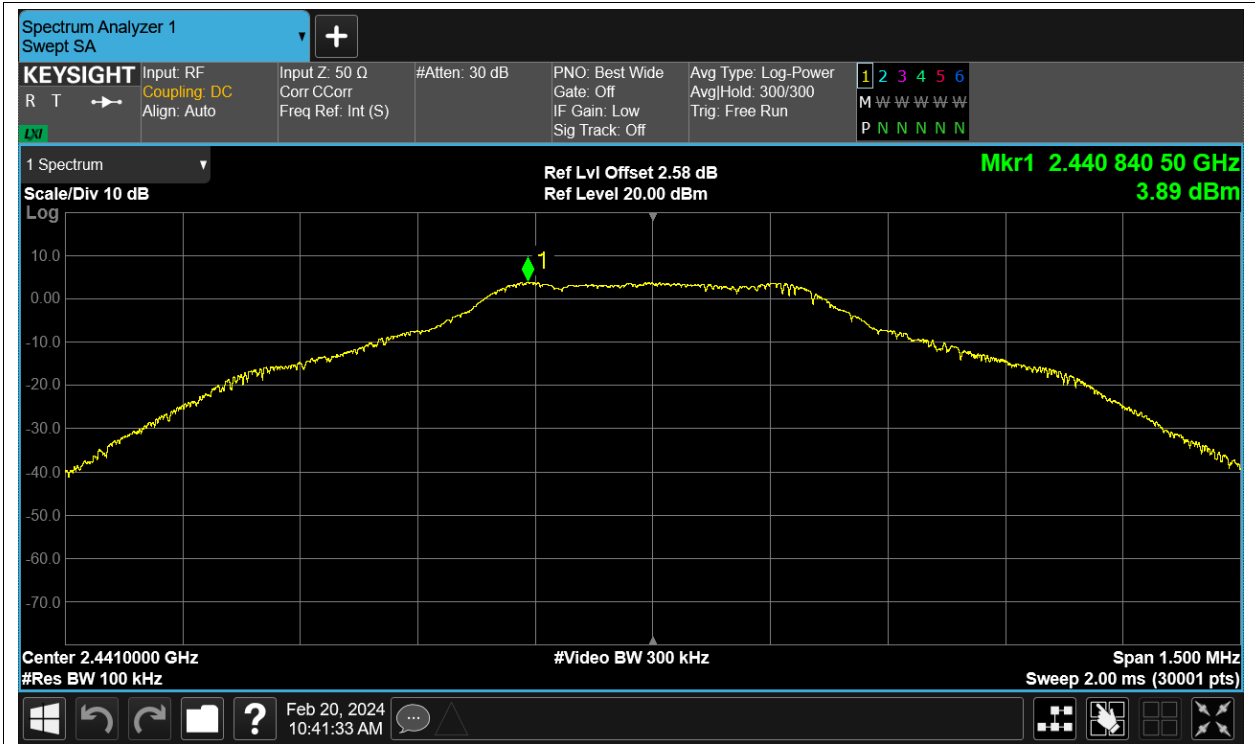 Spectrum Analyzer 1
Swept SA
+
KEYSIGHT
R T
LXI
Input: RF
Coupling: DC
Align: Auto
Input Z: 50 Ω
Corr CCorr
Freq Ref: Int (S)
#Atten: 30 dB
PNO: Best Wide
Gate: Off
IF Gain: Low
Sig Track: Off
Avg Type: Log-Power
Avg|Hold: 300/300
Trig: Free Run
1 2 3 4 5 6
M W W W W W
P N N N N N
1 Spectrum
Scale/Div 10 dB
Log
Ref Lvl Offset 2.58 dB
Ref Level 20.00 dBm
Mkr1 2.440 840 50 GHz
3.89 dBm
1
10.0
0.00
-10.0
-20.0
-30.0
-40.0
-50.0
-60.0
-70.0
Center 2.4410000 GHz
#Res BW 100 kHz
#Video BW 300 kHz
Span 1.500 MHz
Sweep 2.00 ms (30001 pts)
?
Feb 20, 2024
10:41:33 AM